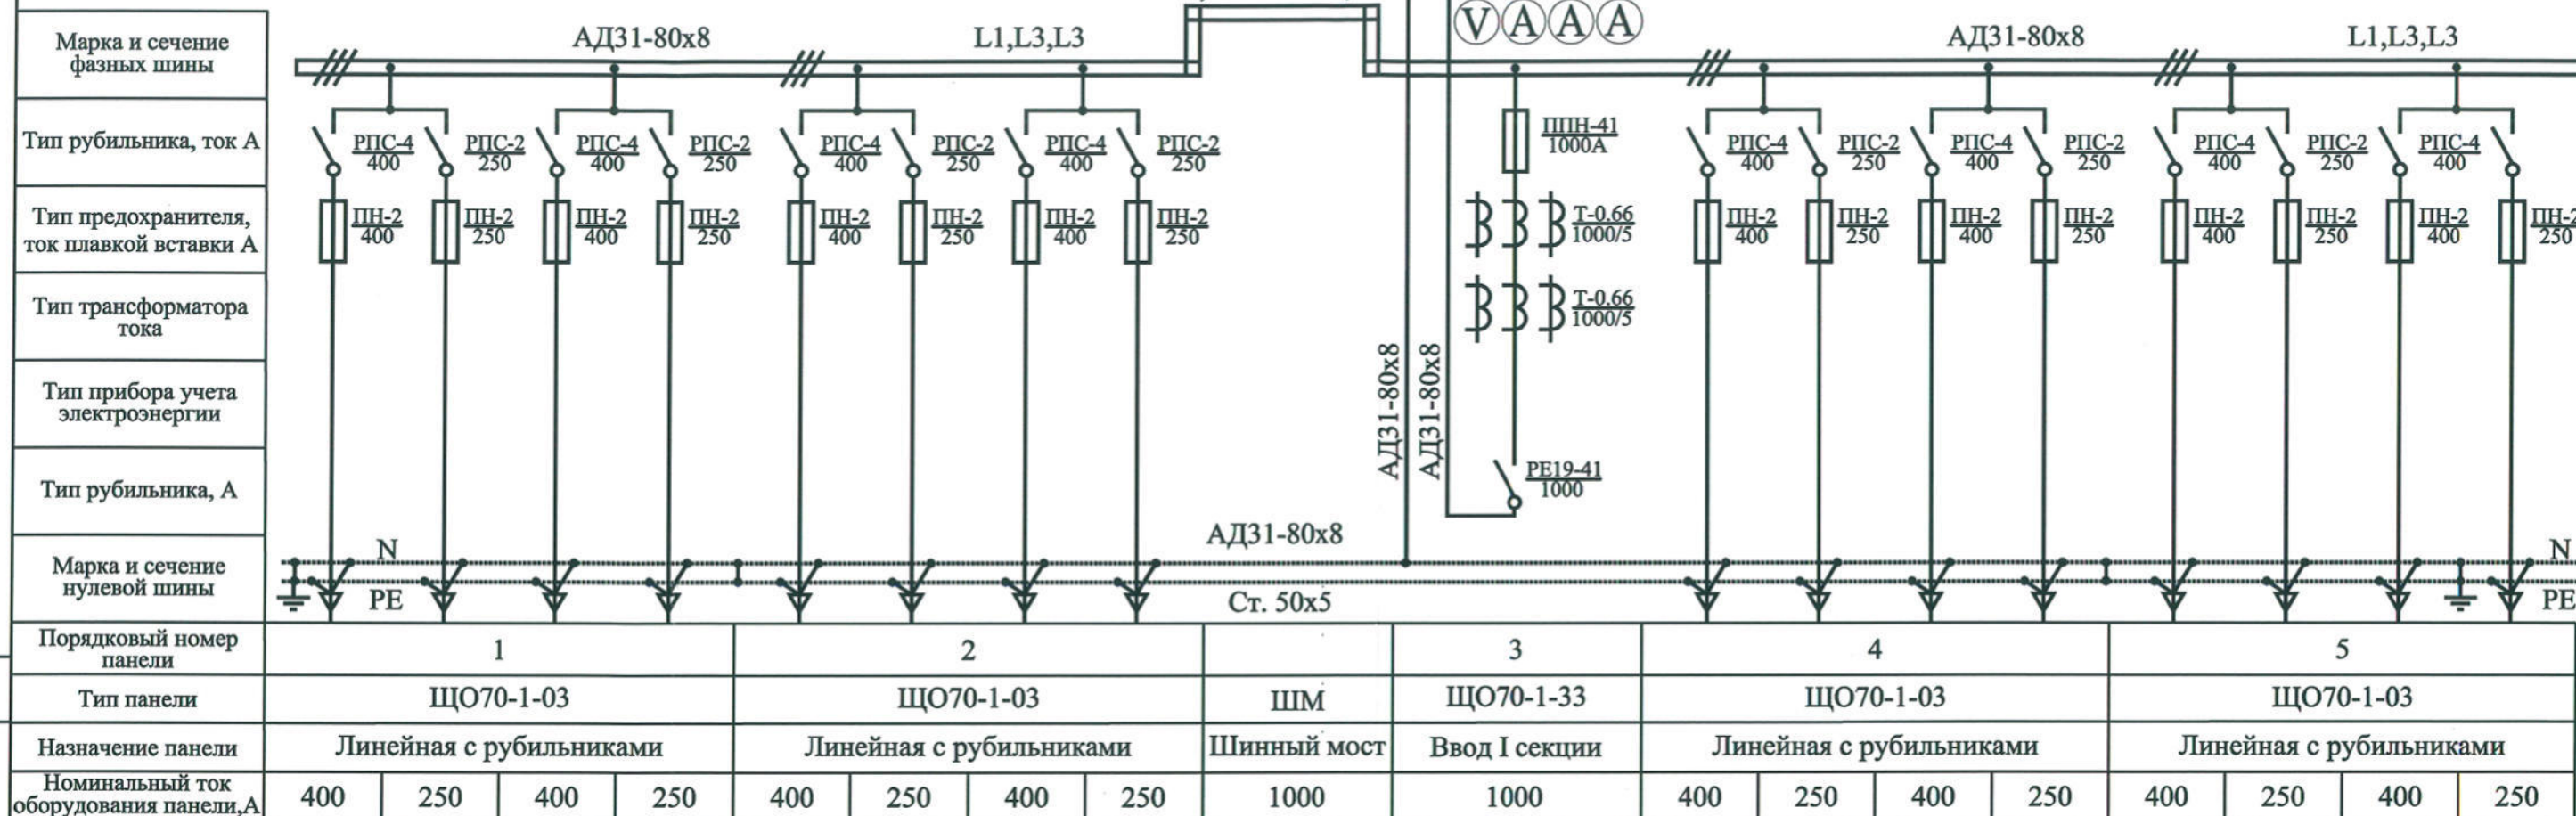 Марка и сечение
фазных шины
АД31-80x8
L1,L3,L3
V A A A
АД31-80x8
L1,L3,L3
Тип рубильника, ток А
РПС-4 РПС-2 РПС-4 РПС-2 РПС-4 РПС-2 РПС-4 РПС-2
400 250 400 250 400 250 400 250
ППН-41
1000А
РПС-4 РПС-2 РПС-4 РПС-2 РПС-4 РПС-2 РПС-4
400 250 400 250 400 250 400
Тип предохранителя,
ток плавкой вставки А
ПН-2 ПН-2 ПН-2 ПН-2 ПН-2 ПН-2 ПН-2 ПН-2
400 250 400 250 400 250 400 250
Т-0.66
1000/5
ПН-2 ПН-2 ПН-2 ПН-2 ПН-2 ПН-2 ПН-2 ПН-2
400 250 400 250 400 250 400 250
Тип трансформатора
тока
Т-0.66
1000/5
Тип прибора учета
электроэнергии
АД31-80x8
АД31-80x8
Тип рубильника, А
РЕ19-41
1000
Марка и сечение
нулевой шины
N
PE
АД31-80x8
Ст. 50x5
N
PE
Порядковый номер
панели
1 2 3 4 5
Тип панели
ЩО70-1-03 ЩО70-1-03 ШМ ЩО70-1-33 ЩО70-1-03 ЩО70-1-03
Назначение панели
Линейная с рубильниками Линейная с рубильниками Шинный мост Ввод I секции Линейная с рубильниками Линейная с рубильниками
Номинальный ток
оборудования панели,А
400 250 400 250 400 250 400 250 1000 1000 400 250 400 250 400 250 400 250